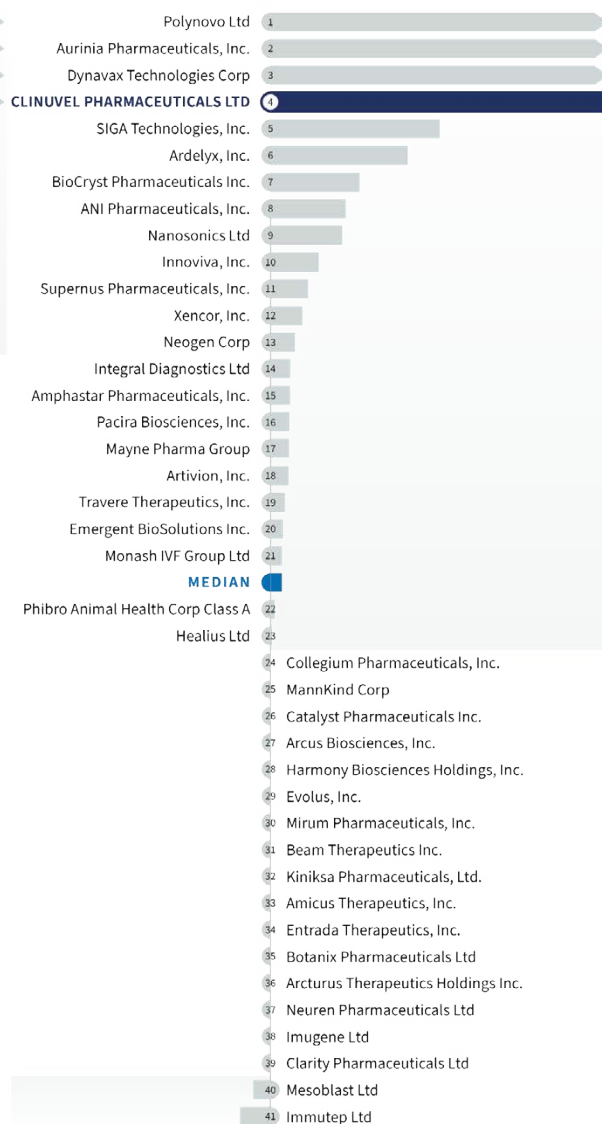 Polynovo Ltd 1
Aurinia Pharmaceuticals, Inc. 2
Dynavax Technologies Corp 3
CLINUVEL PHARMACEUTICALS LTD 4
SIGA Technologies, Inc. 5
Ardelyx, Inc. 6
BioCryst Pharmaceuticals Inc. 7
ANI Pharmaceuticals, Inc. 8
Nanosonics Ltd 9
Innoviva, Inc. 10
Supernus Pharmaceuticals, Inc. 11
Xencor, Inc. 12
Neogen Corp 13
Integral Diagnostics Ltd 14
Amphastar Pharmaceuticals, Inc. 15
Pacira Biosciences, Inc. 16
Mayne Pharma Group 17
Artivion, Inc. 18
Travere Therapeutics, Inc. 19
Emergent BioSolutions Inc. 20
Monash IVF Group Ltd 21
MEDIAN
Phibro Animal Health Corp Class A 22
Healius Ltd 23
24 Collegium Pharmaceuticals, Inc.
25 MannKind Corp
26 Catalyst Pharmaceuticals Inc.
27 Arcus Biosciences, Inc.
28 Harmony Biosciences Holdings, Inc.
29 Evolus, Inc.
30 Mirum Pharmaceuticals, Inc.
31 Beam Therapeutics Inc.
32 Kiniksa Pharmaceuticals, Ltd.
33 Amicus Therapeutics, Inc.
34 Entrada Therapeutics, Inc.
35 Botanix Pharmaceuticals Ltd
36 Arcturus Therapeutics Holdings Inc.
37 Neuren Pharmaceuticals Ltd
38 Imugene Ltd
39 Clarity Pharmaceuticals Ltd
40 Mesoblast Ltd
41 Immutep Ltd